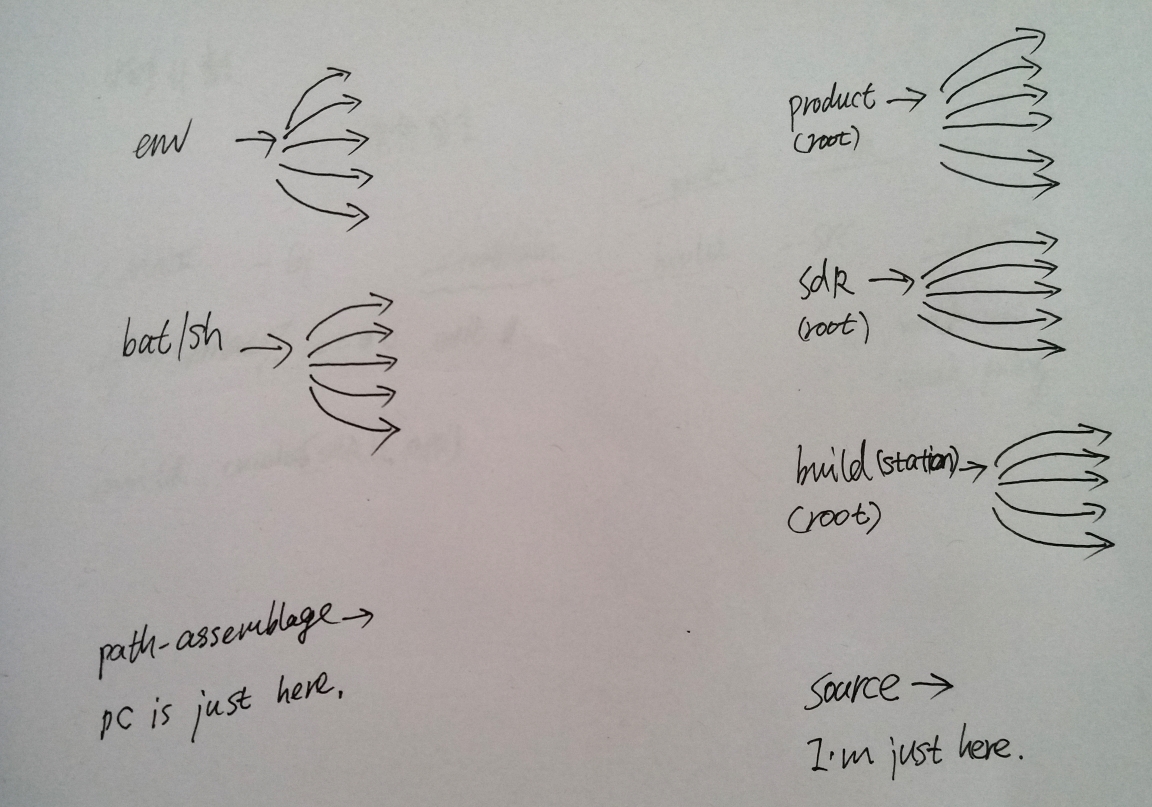 env →
bat/sh →
path-assemblage →
pc is just here.
product →
(root)
sdk →
(root)
build (station) →
(root)
source →
I'm just here.